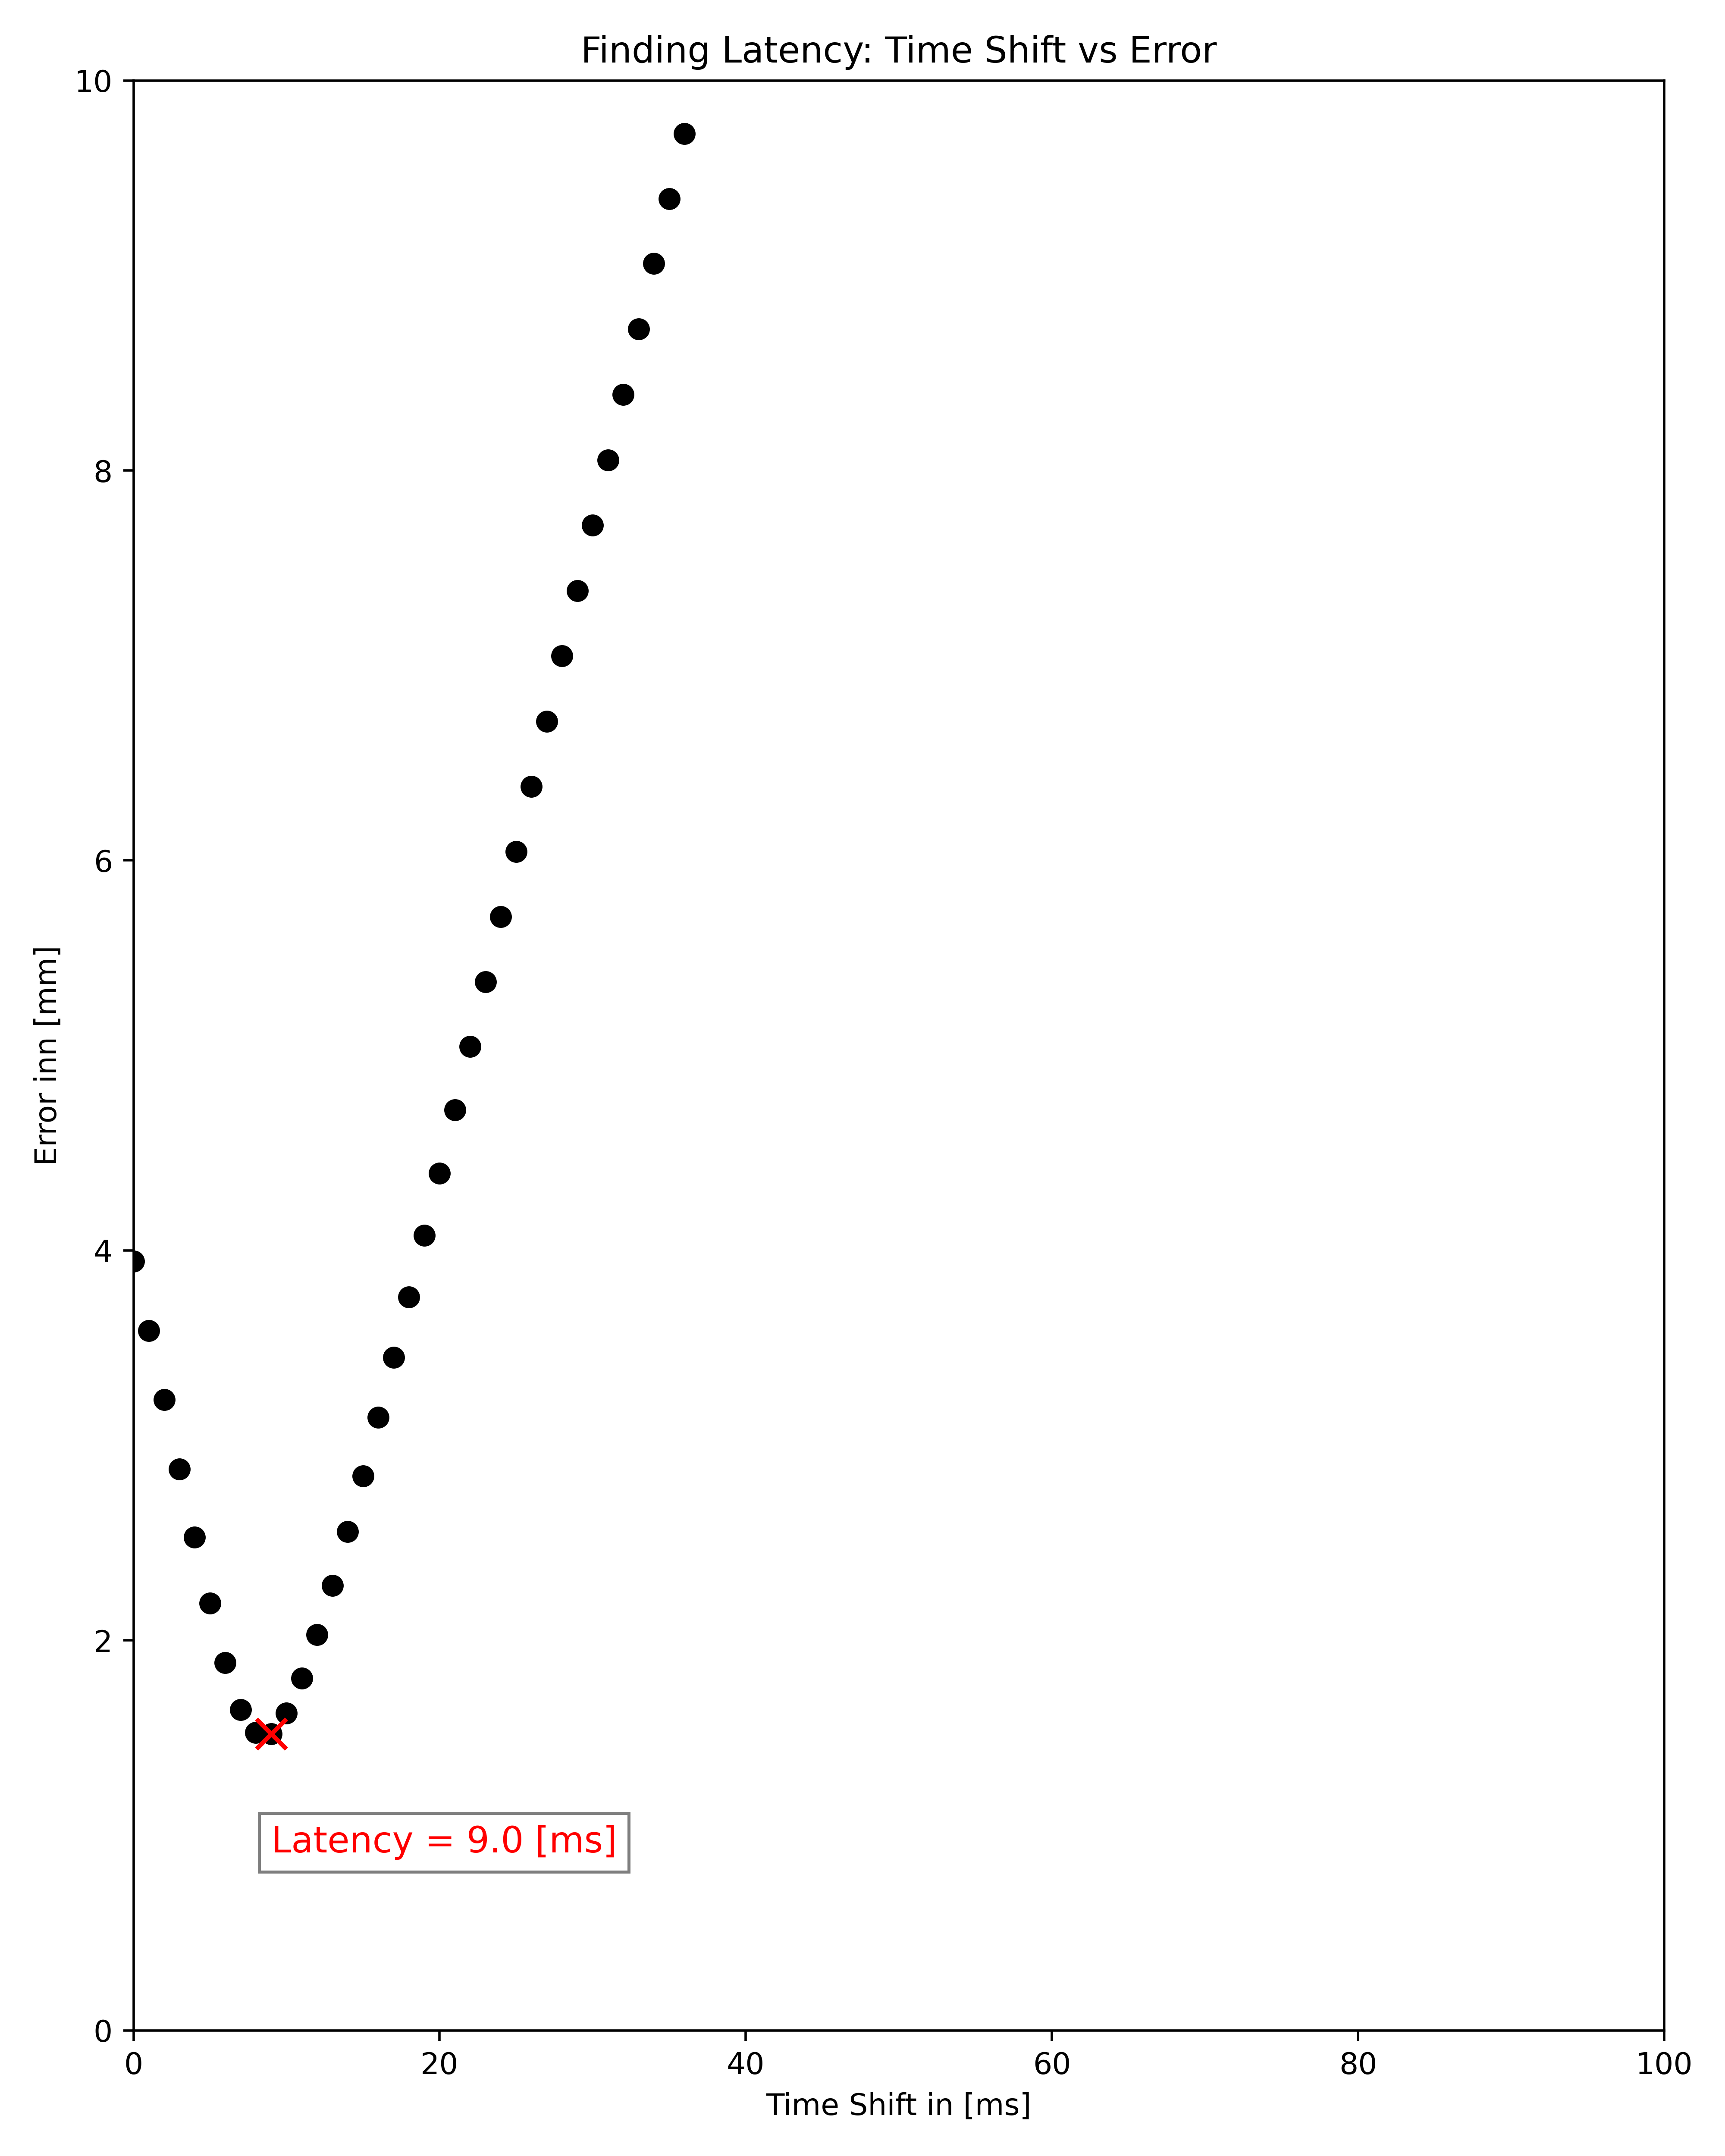 Finding Latency: Time Shift vs Error
10
8
6
4
2
0
Error inn [mm]
Latency = 9.0 [ms]
0 20 40 60 80 100
Time Shift in [ms]